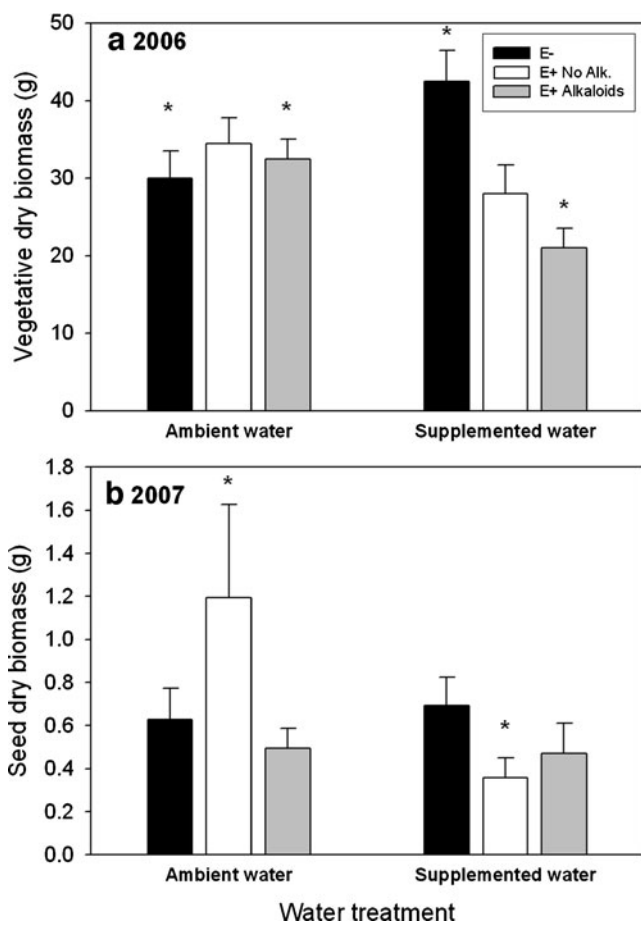 a 2006
Vegetative dry biomass (g)
50
40
30
20
10
0
*
*
*
*
E-
E+ No Alk.
E+ Alkaloids
Ambient water
Supplemented water
b 2007
Seed dry biomass (g)
1.8
1.6
1.4
1.2
1.0
0.8
0.6
0.4
0.2
0.0
*
*
Ambient water
Supplemented water
Water treatment